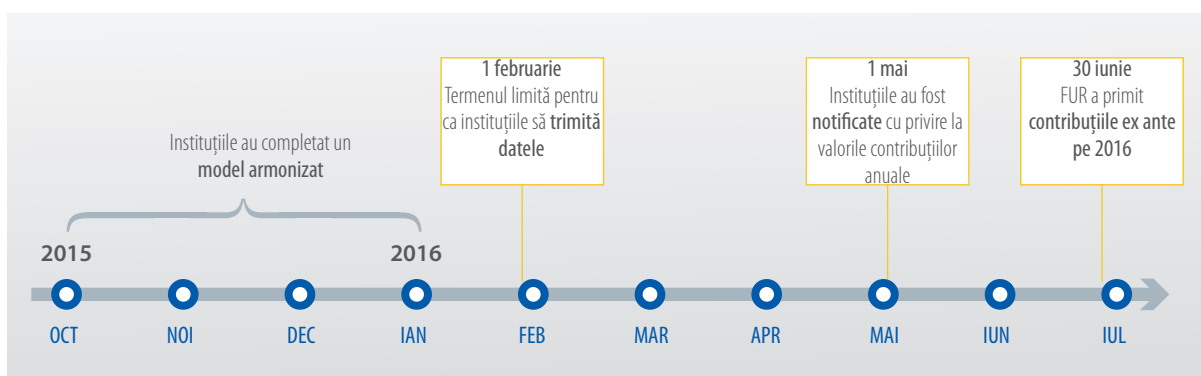 Instituțiile au completat un
model armonizat
1 februarie
Termenul limită pentru
ca instituțiile să trimită
datele
1 mai
Instituțiile au fost
notificate cu privire la
valorile contribuțiilor
anuale
30 iunie
FUR a primit
contribuțiile ex ante
pe 2016
2015
2016
OCT
NOI
DEC
IAN
FEB
MAR
APR
MAI
IUN
IUL